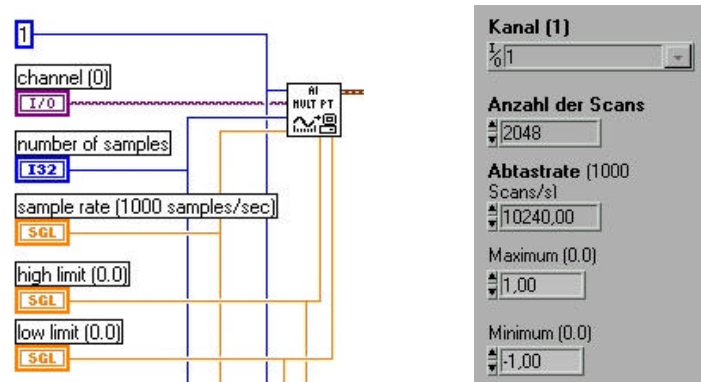 1
channel (0)
I/O
number of samples
I32
sample rate (1000 samples/sec)
SGL
high limit (0.0)
SGL
low limit (0.0)
SGL
AI
MULT PT
Kanal (1)
I/O 1
Anzahl der Scans
2048
Abtastrate (1000
Scans/s)
10240,00
Maximum (0.0)
1,00
Minimum (0.0)
-1,00